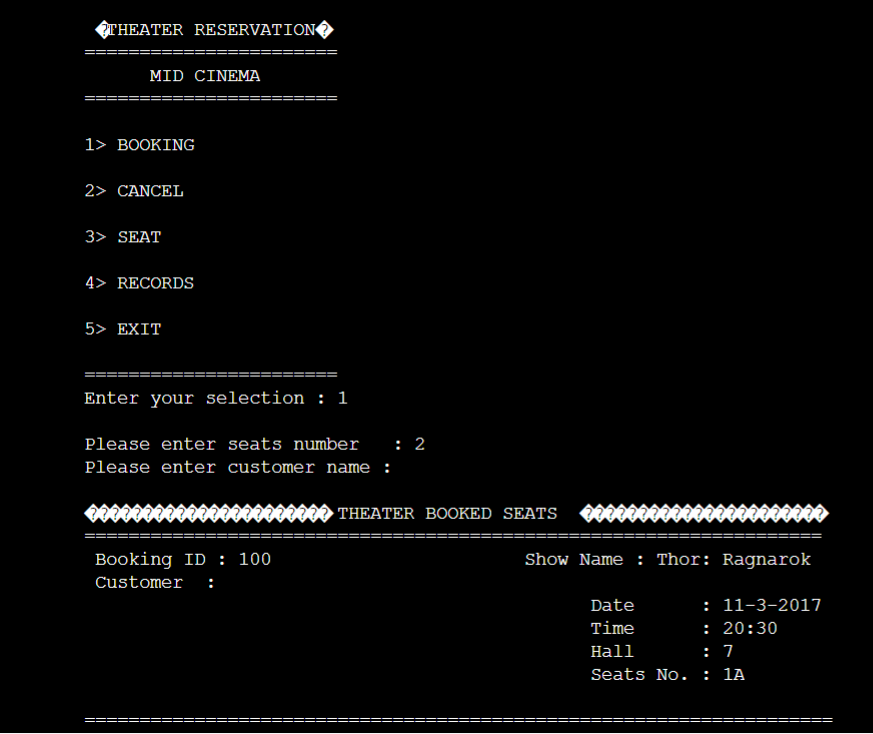 �THEATER RESERVATION�
=======================
MID CINEMA
=======================
1> BOOKING
2> CANCEL
3> SEAT
4> RECORDS
5> EXIT
=======================
Enter your selection : 1
Please enter seats number   : 2
Please enter customer name :
����������������������� THEATER BOOKED SEATS  �����������������������
===================================================================
Booking ID : 100                       Show Name : Thor: Ragnarok
Customer  :
Date      : 11-3-2017
Time      : 20:30
Hall      : 7
Seats No. : 1A
====================================================================